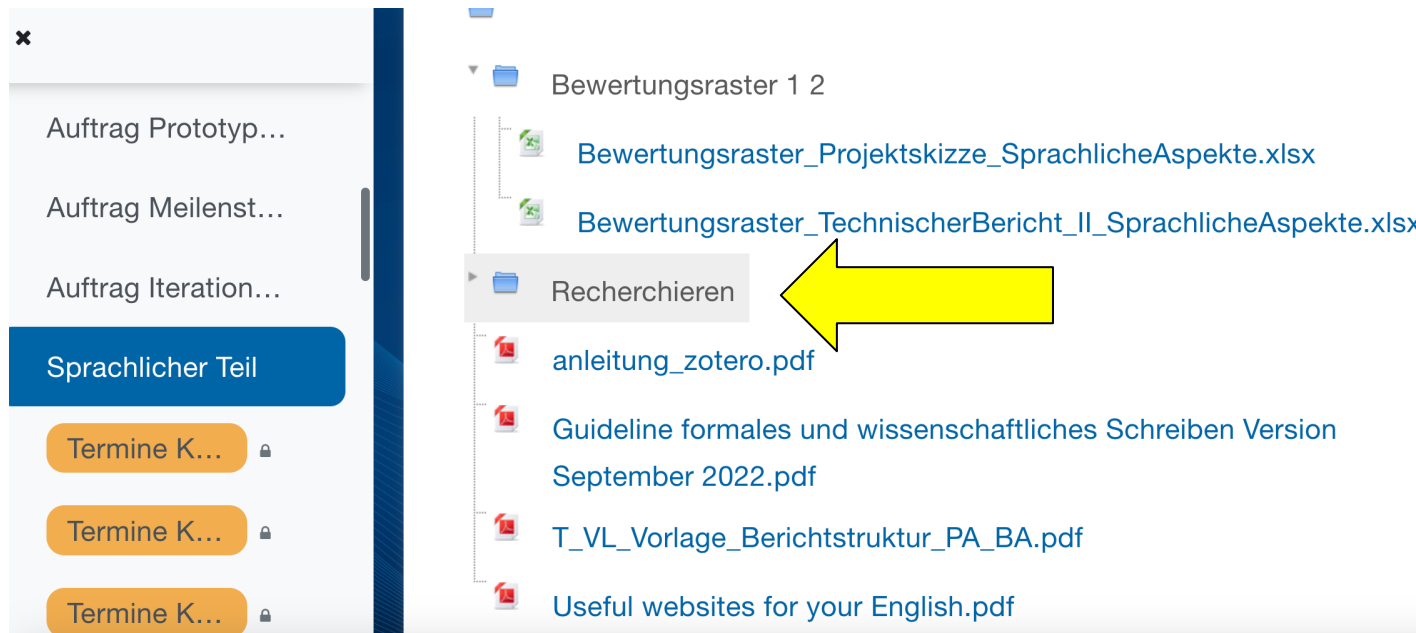 Auftrag Prototyp…
Auftrag Meilenst…
Auftrag Iteration…
Sprachlicher Teil
Termine K…
Termine K…
Termine K…
Bewertungsraster 1 2
Bewertungsraster_Projektskizze_SprachlicheAspekte.xlsx
Bewertungsraster_TechnischerBericht_II_SprachlicheAspekte.xlsx
Recherchieren
anleitung_zotero.pdf
Guideline formales und wissenschaftliches Schreiben Version
September 2022.pdf
T_VL_Vorlage_Berichtstruktur_PA_BA.pdf
Useful websites for your English.pdf